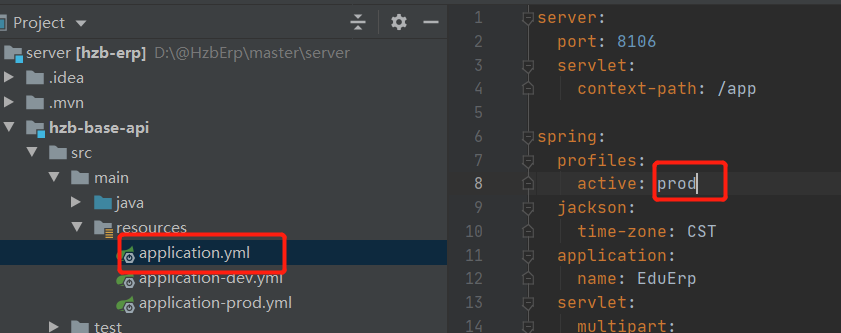 Project
server [hzb-erp] D:\@HzbErp\master\server
.idea
.mvn
hzb-base-api
src
main
java
resources
application.yml
application-dev.yml
application-prod.yml
test
1 server:
2 port: 8106
3 servlet:
4 context-path: /app
5
6 spring:
7 profiles:
8 active: prod
9 jackson:
10 time-zone: CST
11 application:
12 name: EduErp
13 servlet:
14 multipart: